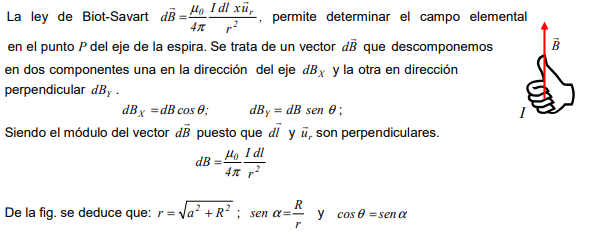 La ley de Biot-Savart $d\vec{B} = \frac{\mu_0}{4\pi} \frac{I\, dl\, x \vec{u}_r}{r^2}$, permite determinar el campo elemental
en el punto P del eje de la espira. Se trata de un vector $d\vec{B}$ que descomponemos
en dos componentes una en la dirección del eje $dB_X$ y la otra en dirección
perpendicular $dB_Y$.
$dB_X = dB \cos\theta;$ $dB_Y = dB\ sen\ \theta;$
Siendo el módulo del vector $d\vec{B}$ puesto que $d\vec{l}$ y $\vec{u}_r$ son perpendiculares.
$dB = \frac{\mu_0}{4\pi} \frac{I\, dl}{r^2}$
De la fig. se deduce que: $r = \sqrt{a^2 + R^2}$ ; $sen\ \alpha = \frac{R}{r}$ y $\cos\theta = sen\,\alpha$
$\vec{B}$
I